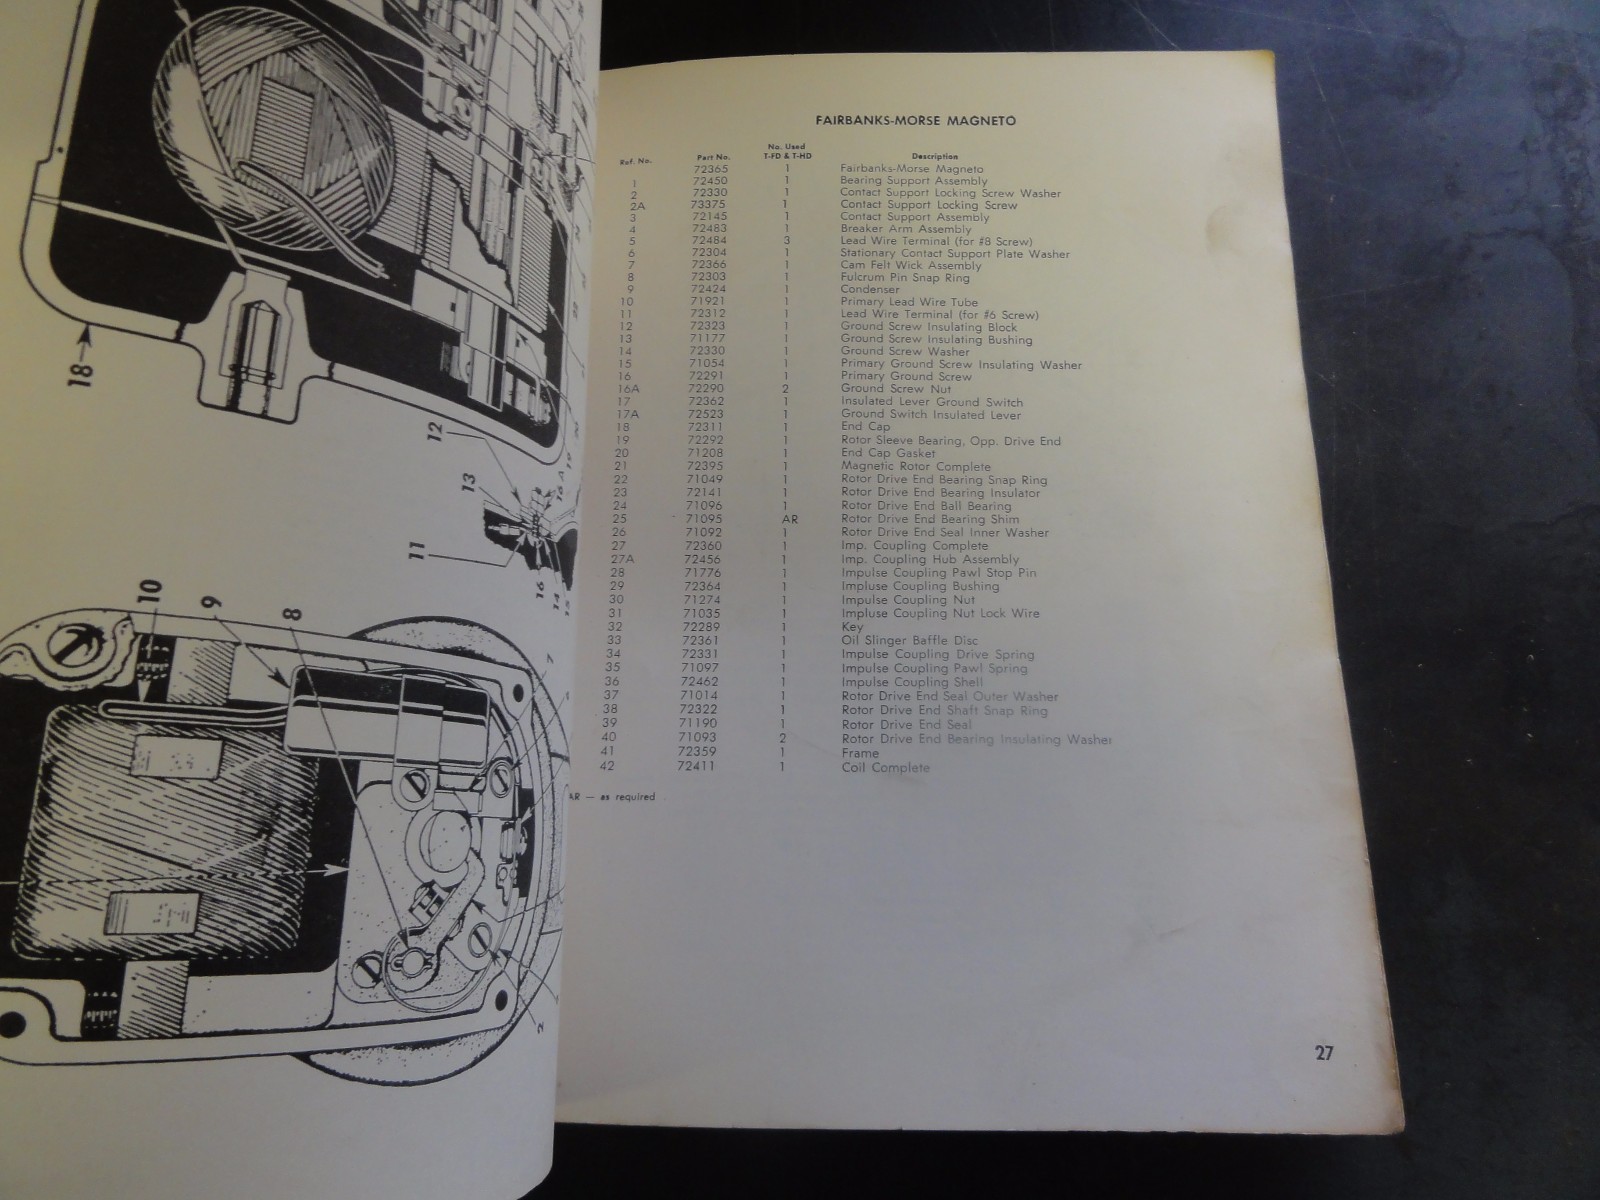 18
12
13
16A
19
11
16
14
15
10
9
8
7
2
FAIRBANKS-MORSE MAGNETO
No. Used
Ref. No. Part No. T-FD & T-HD Description
72365 1 Fairbanks-Morse Magneto
1 72450 1 Bearing Support Assembly
2 72330 1 Contact Support Locking Screw Washer
2A 73375 1 Contact Support Locking Screw
3 72145 1 Contact Support Assembly
4 72483 1 Breaker Arm Assembly
5 72484 3 Lead Wire Terminal (for #8 Screw)
6 72304 1 Stationary Contact Support Plate Washer
7 72366 1 Cam Felt Wick Assembly
8 72303 1 Fulcrum Pin Snap Ring
9 72424 1 Condenser
10 71921 1 Primary Lead Wire Tube
11 72312 1 Lead Wire Terminal (for #6 Screw)
12 72323 1 Ground Screw Insulating Block
13 71177 1 Ground Screw Insulating Bushing
14 72330 1 Ground Screw Washer
15 71054 1 Primary Ground Screw Insulating Washer
16 72291 1 Primary Ground Screw
16A 72290 2 Ground Screw Nut
17 72362 1 Insulated Lever Ground Switch
17A 72523 1 Ground Switch Insulated Lever
18 72311 1 End Cap
19 72292 1 Rotor Sleeve Bearing, Opp. Drive End
20 71208 1 End Cap Gasket
21 72395 1 Magnetic Rotor Complete
22 71049 1 Rotor Drive End Bearing Snap Ring
23 72141 1 Rotor Drive End Bearing Insulator
24 71096 1 Rotor Drive End Ball Bearing
25 71095 AR Rotor Drive End Bearing Shim
26 71092 1 Rotor Drive End Seal Inner Washer
27 72360 1 Imp. Coupling Complete
27A 72456 1 Imp. Coupling Hub Assembly
28 71776 1 Impulse Coupling Pawl Stop Pin
29 72364 1 Impluse Coupling Bushing
30 71274 1 Impulse Coupling Nut
31 71035 1 Impluse Coupling Nut Lock Wire
32 72289 1 Key
33 72361 1 Oil Slinger Baffle Disc
34 72331 1 Impulse Coupling Drive Spring
35 71097 1 Impulse Coupling Pawl Spring
36 72462 1 Impulse Coupling Shell
37 71014 1 Rotor Drive End Seal Outer Washer
38 72322 1 Rotor Drive End Shaft Snap Ring
39 71190 1 Rotor Drive End Seal
40 71093 2 Rotor Drive End Bearing Insulating Washer
41 72359 1 Frame
42 72411 1 Coil Complete
AR — as required
27